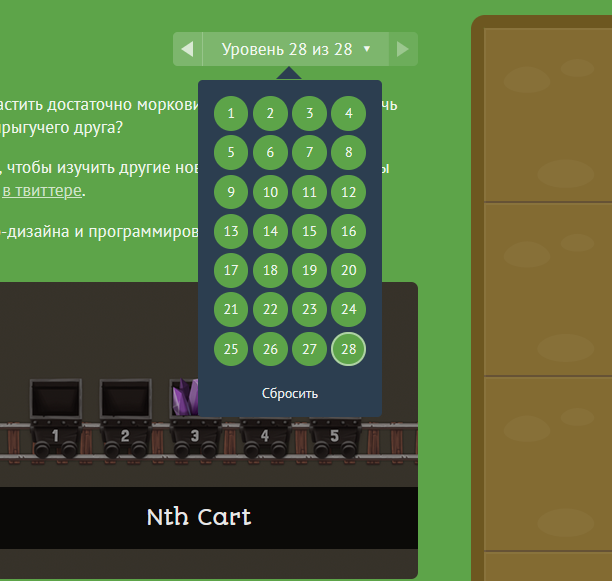 Уровень 28 из 28 ▼
астить достаточно моркови
чь
рыгучего друга?
, чтобы изучить другие нов
ы
в твиттере.
-дизайна и программиров
1 2 3 4
5 6 7 8
9 10 11 12
13 14 15 16
17 18 19 20
21 22 23 24
25 26 27 28
Сбросить
1 2 3 4 5
Nth Cart